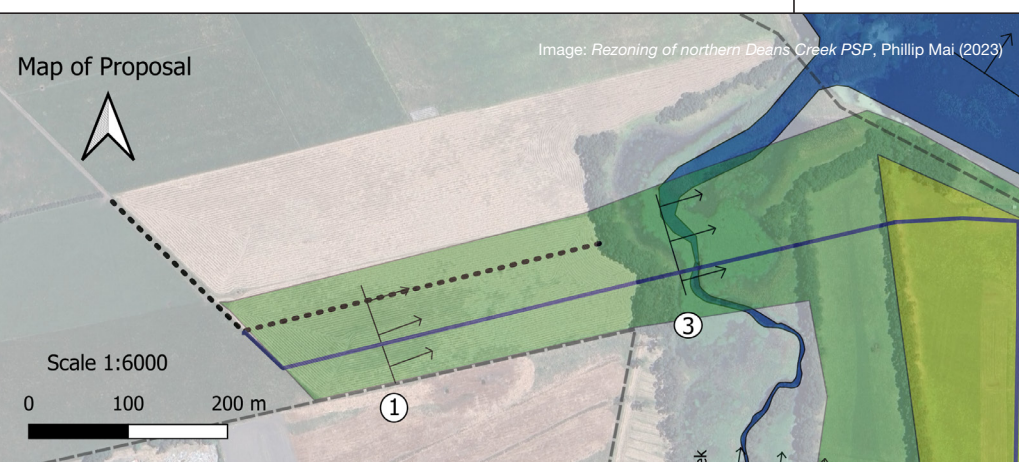 Image: Rezoning of northern Deans Creek PSP, Phillip Mai (2023)
Map of Proposal
3
Scale 1:6000
0 100 200 m
1
ek